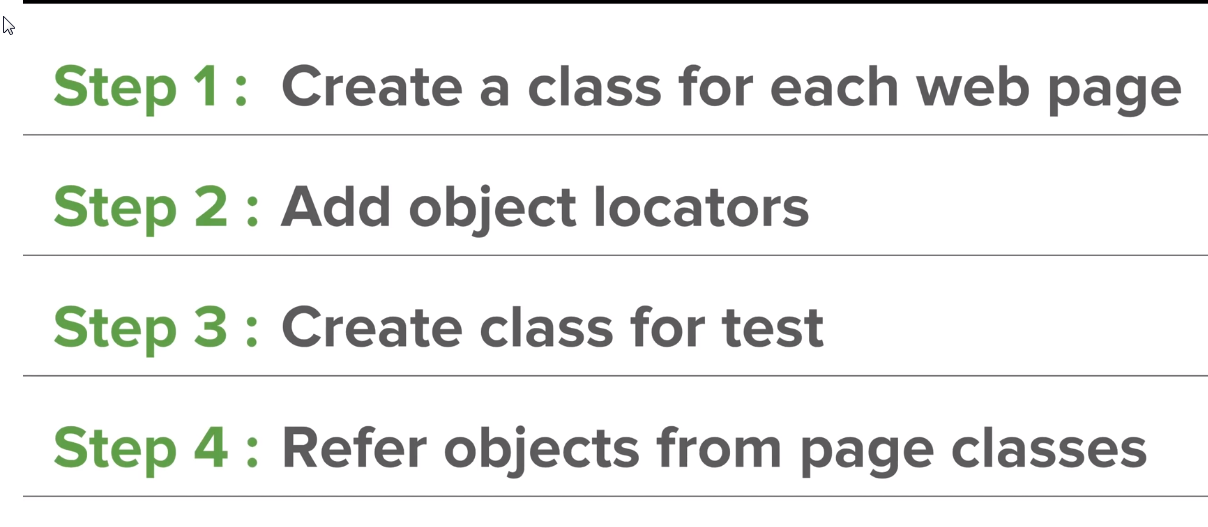 Step 1 : Create a class for each web page
Step 2 : Add object locators
Step 3 : Create class for test
Step 4 : Refer objects from page classes